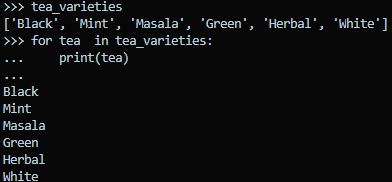 >>> tea_varieties
['Black', 'Mint', 'Masala', 'Green', 'Herbal', 'White']
>>> for tea  in tea_varieties:
...     print(tea)
...
Black
Mint
Masala
Green
Herbal
White